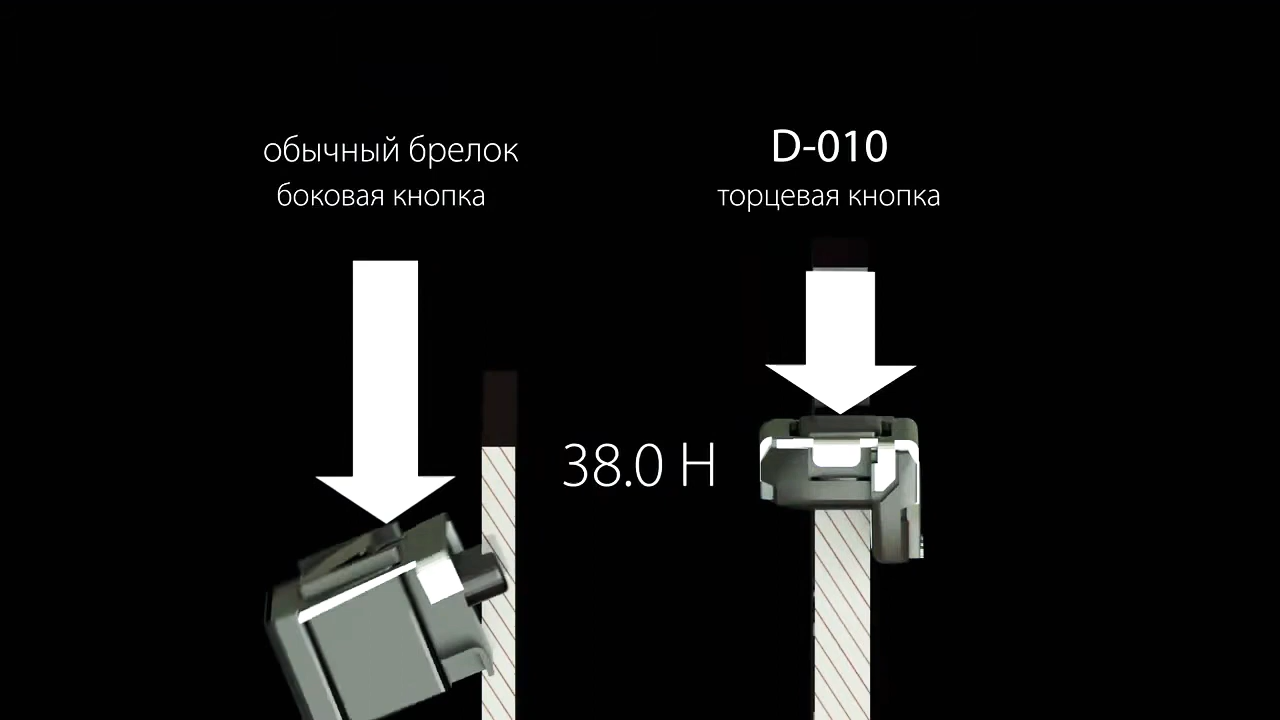 обычный брелок
боковая кнопка
D-010
торцевая кнопка
38.0 H